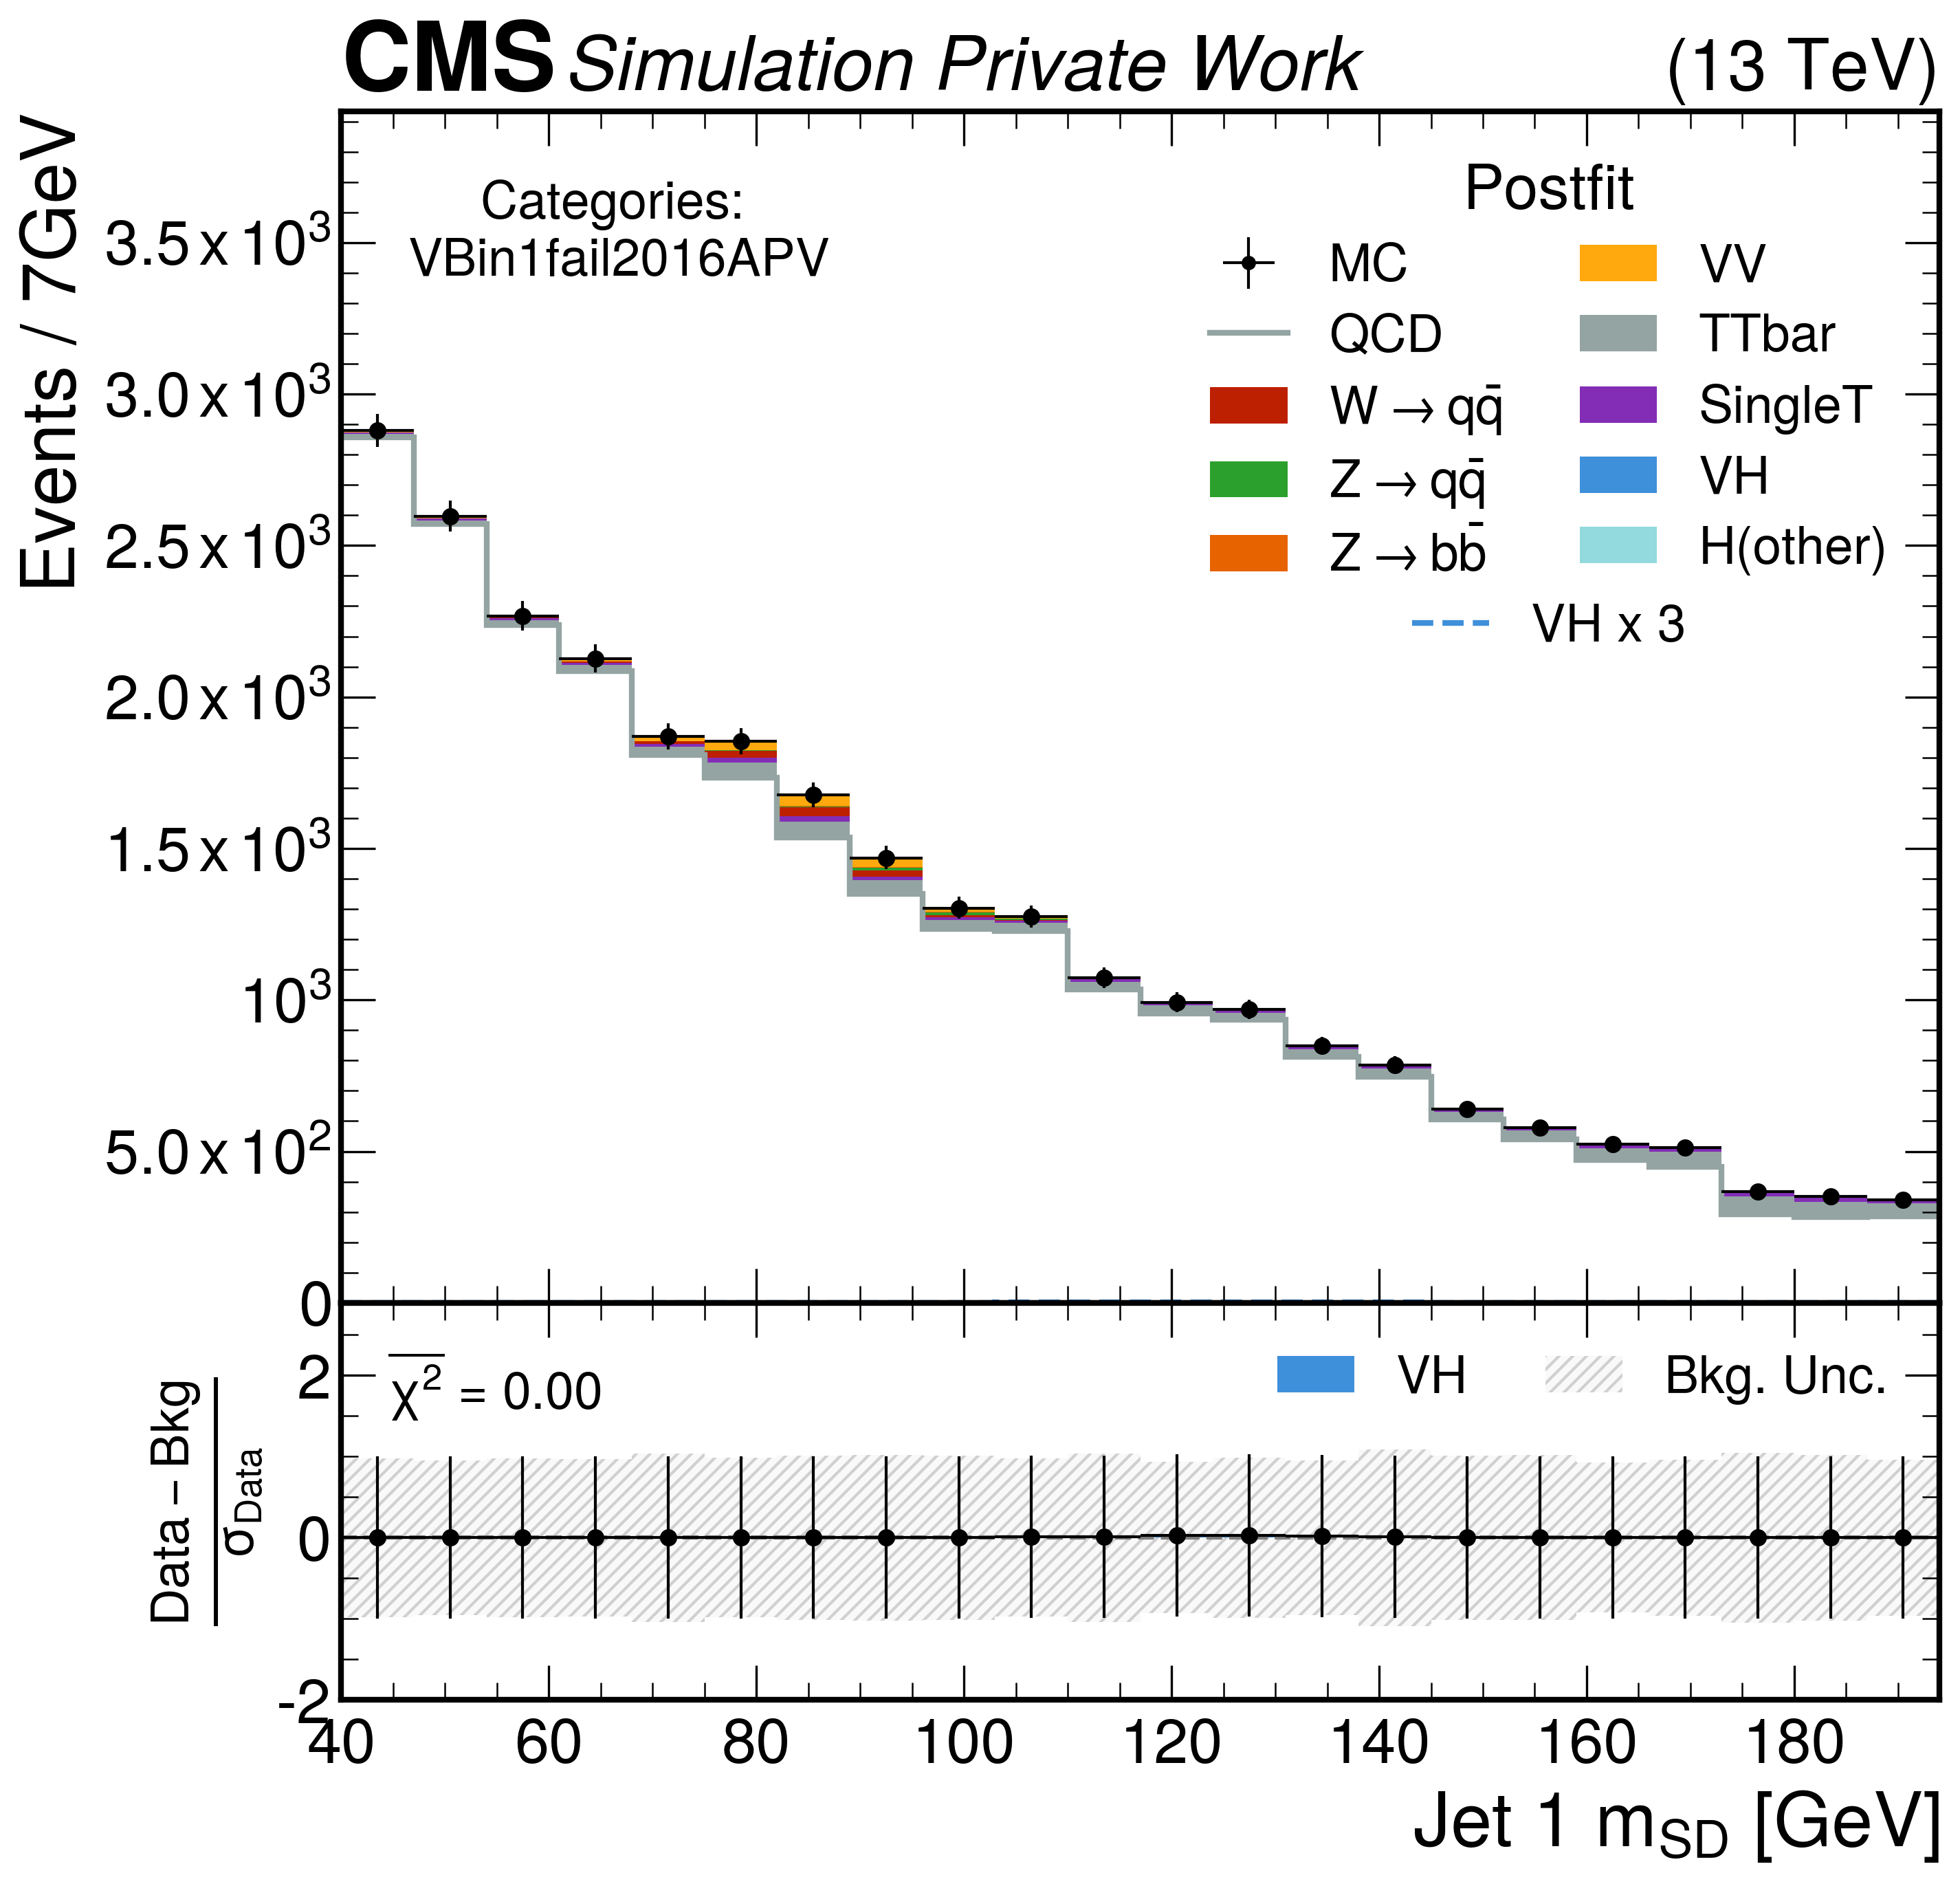 CMS Simulation Private Work (13 TeV)
Events / 7GeV
Categories:
VBin1fail2016APV
Postfit
MC
QCD
W → qq̄
Z → qq̄
Z → bb̄
VV
TTbar
SingleT
VH
H(other)
VH x 3
3.5 x 10³
3.0 x 10³
2.5 x 10³
2.0 x 10³
1.5 x 10³
10³
5.0 x 10²
0
Data – Bkg
σData
χ² = 0.00
VH
Bkg. Unc.
2
0
-2
40 60 80 100 120 140 160 180
Jet 1 mSD [GeV]